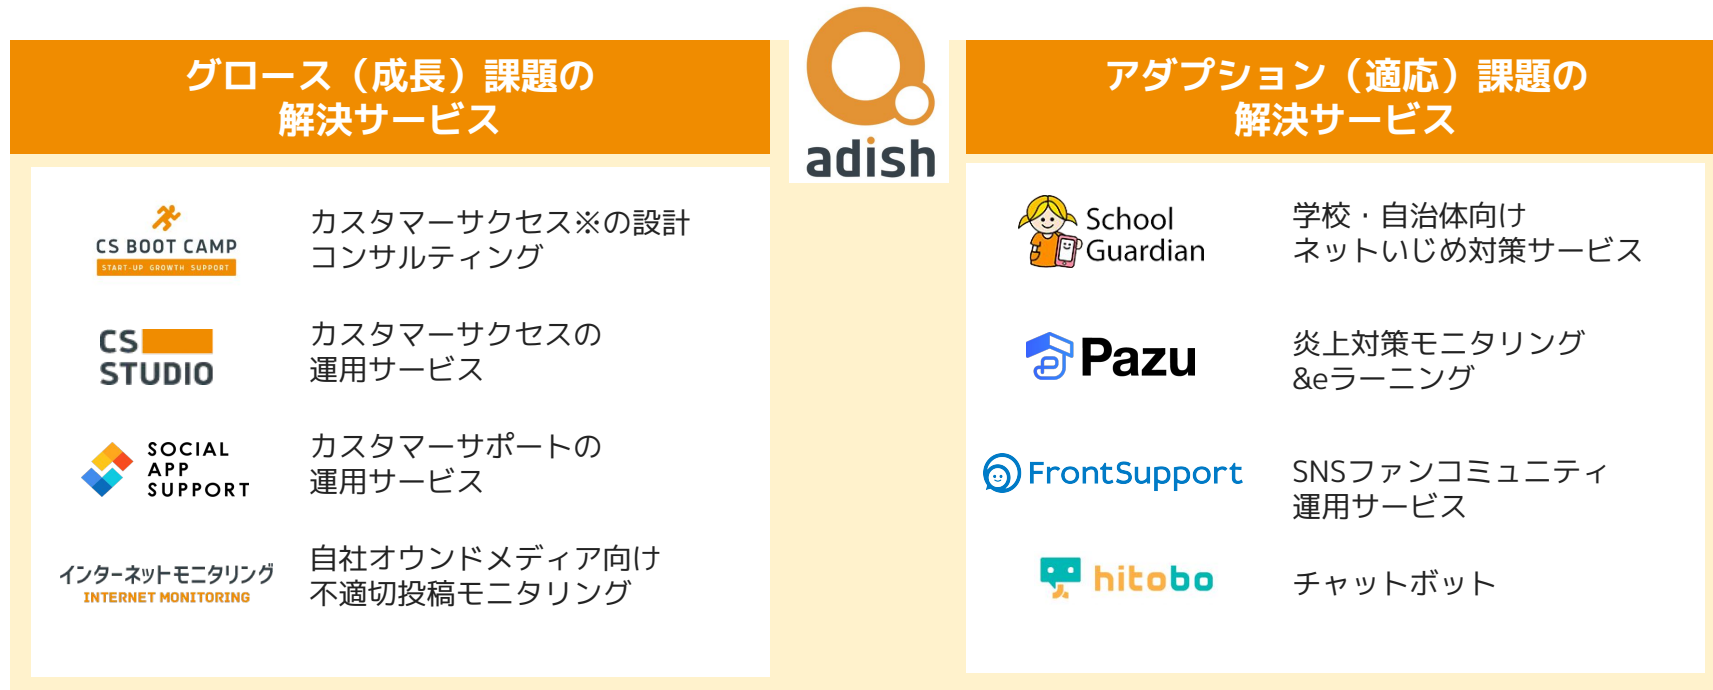 グロース（成長）課題の
解決サービス
CS BOOT CAMP
START-UP GROWTH SUPPORT
カスタマーサクセス※の設計
コンサルティング
CS
STUDIO
カスタマーサクセスの
運用サービス
SOCIAL
APP
SUPPORT
カスタマーサポートの
運用サービス
インターネットモニタリング
INTERNET MONITORING
自社オウンドメディア向け
不適切投稿モニタリング
adish
アダプション（適応）課題の
解決サービス
School
Guardian
学校・自治体向け
ネットいじめ対策サービス
Pazu
炎上対策モニタリング
&eラーニング
FrontSupport
SNSファンコミュニティ
運用サービス
hitobo
チャットボット